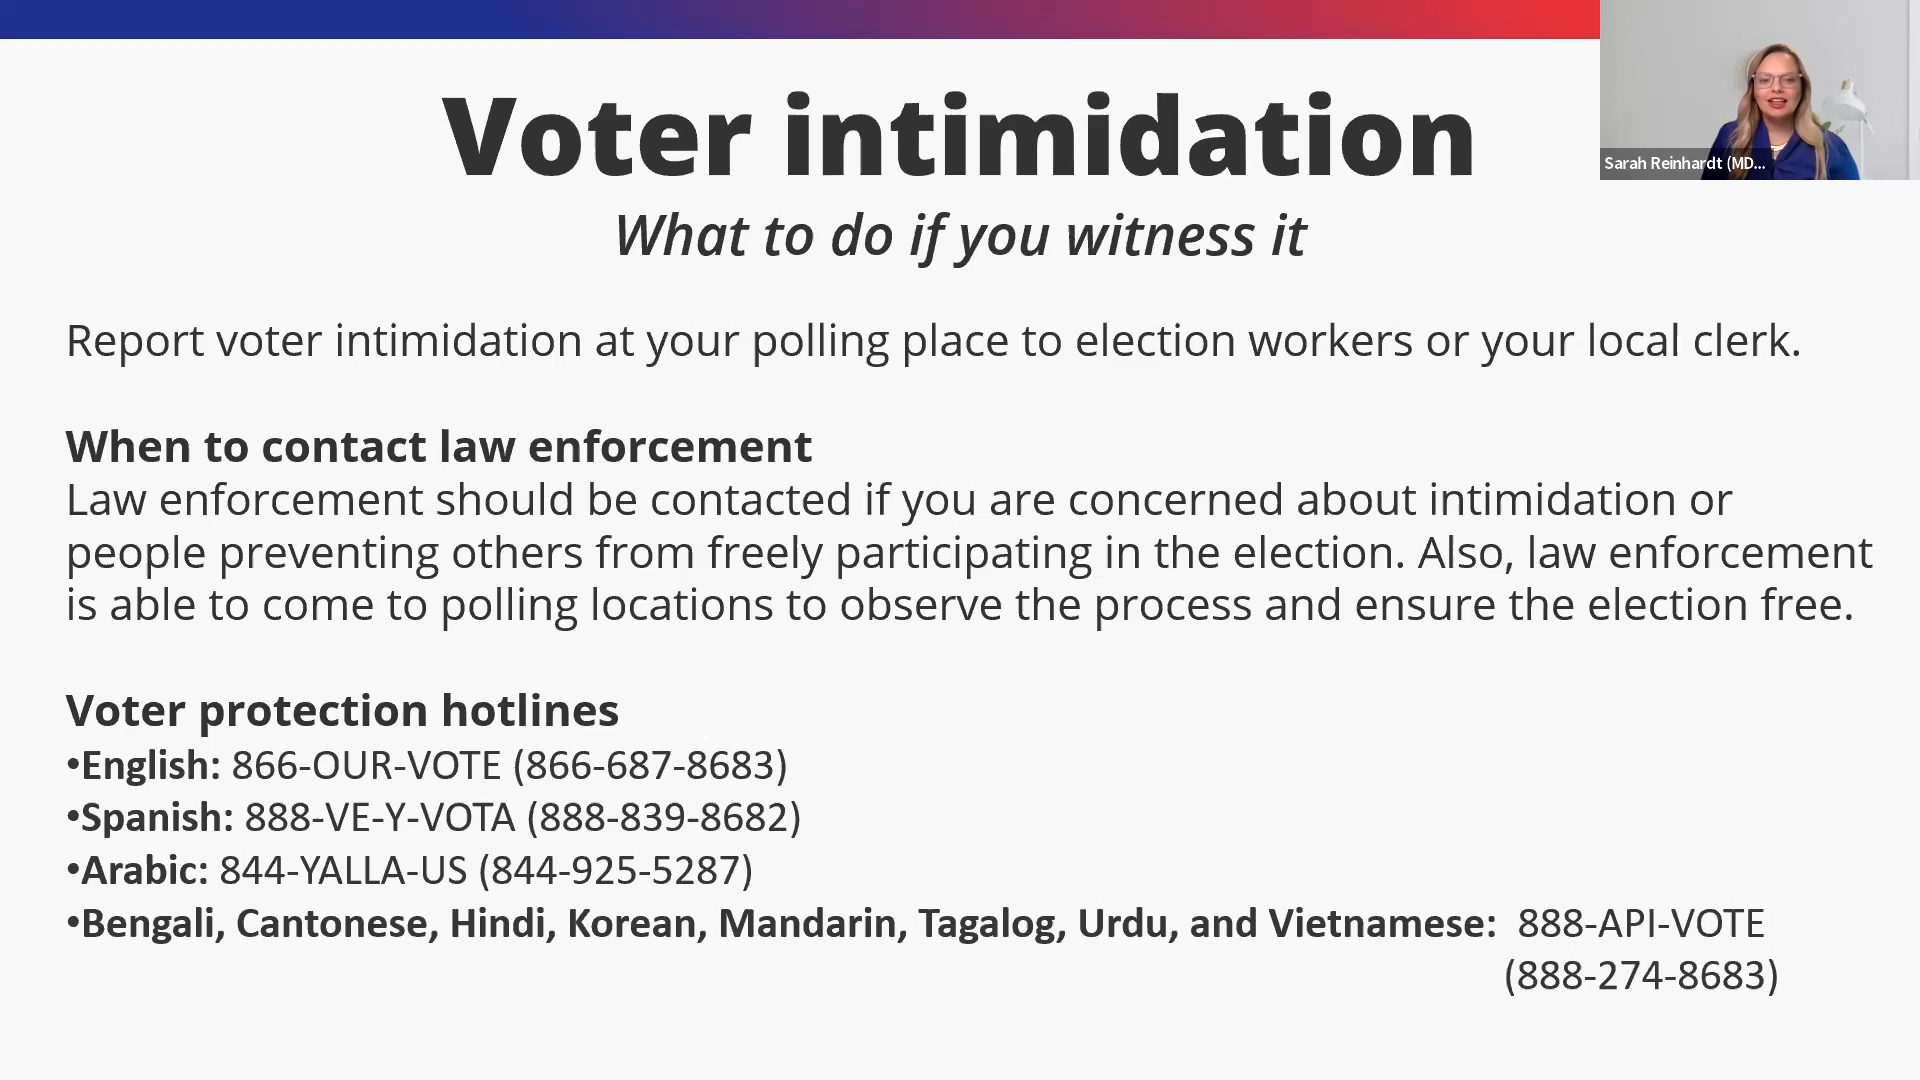 Voter intimidation
Sarah Reinhardt (MD...
What to do if you witness it
Report voter intimidation at your polling place to election workers or your local clerk.
When to contact law enforcement
Law enforcement should be contacted if you are concerned about intimidation or
people preventing others from freely participating in the election. Also, law enforcement
is able to come to polling locations to observe the process and ensure the election free.
Voter protection hotlines
•English: 866-OUR-VOTE (866-687-8683)
•Spanish: 888-VE-Y-VOTA (888-839-8682)
•Arabic: 844-YALLA-US (844-925-5287)
•Bengali, Cantonese, Hindi, Korean, Mandarin, Tagalog, Urdu, and Vietnamese: 888-API-VOTE
(888-274-8683)